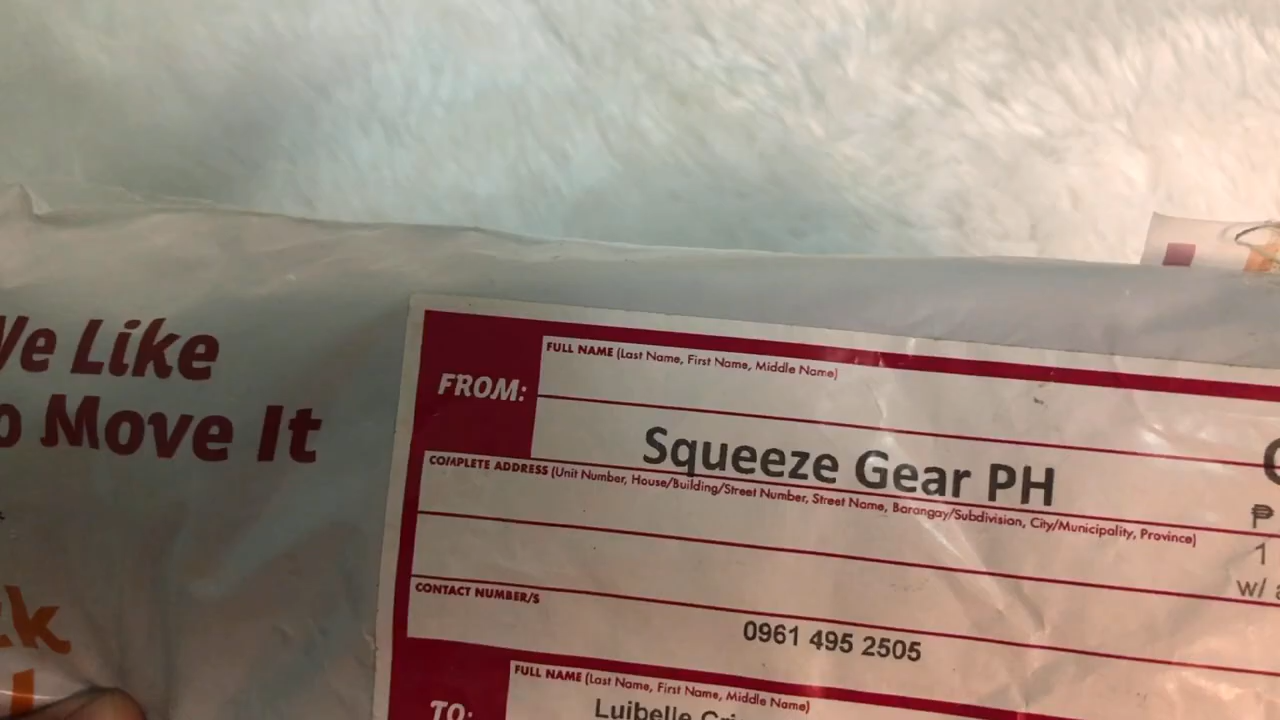 We Like
Move It
FROM:
FULL NAME (Last Name, First Name, Middle Name)
Squeeze Gear PH
COMPLETE ADDRESS (Unit Number, House/Building/Street Number, Street Name, Barangay/Subdivision, City/Municipality, Province)
₱
1
w/
CONTACT NUMBER/S
0961 495 2505
TO:
FULL NAME (Last Name, First Name, Middle Name)
Luibelle